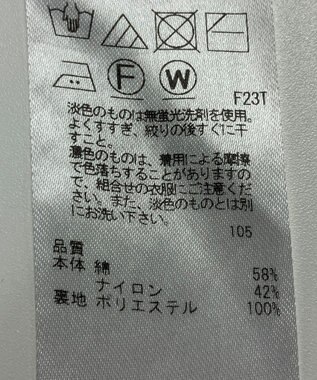 F
W
F23T
淡色のものは無蛍光洗剤を使用。
よくすすぎ、絞りの後すぐに干
すこと。
濃色のものは、着用による摩擦
で色落ちすることがありますの
で、組合せの衣服にご注意くだ
さい。また、淡色のものとは別
にお洗い下さい。
105
品質
本体 綿 58%
ナイロン 42%
裏地 ポリエステル 100%